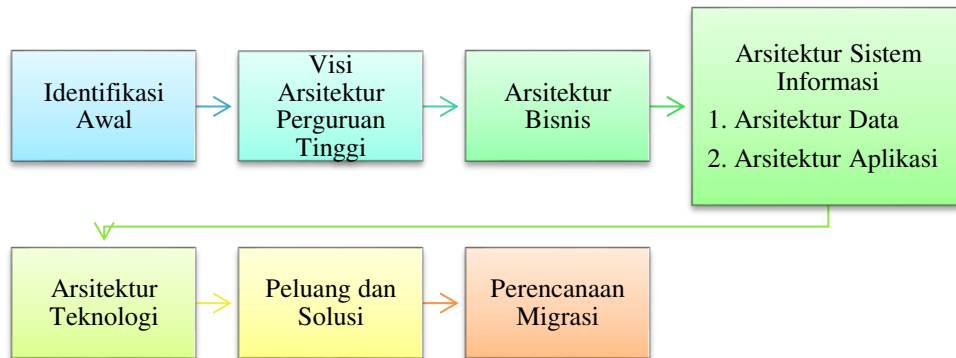 Identifikasi
Awal
Visi
Arsitektur
Perguruan
Tinggi
Arsitektur
Bisnis
Arsitektur Sistem
Informasi
1. Arsitektur Data
2. Arsitektur Aplikasi
Arsitektur
Teknologi
Peluang dan
Solusi
Perencanaan
Migrasi